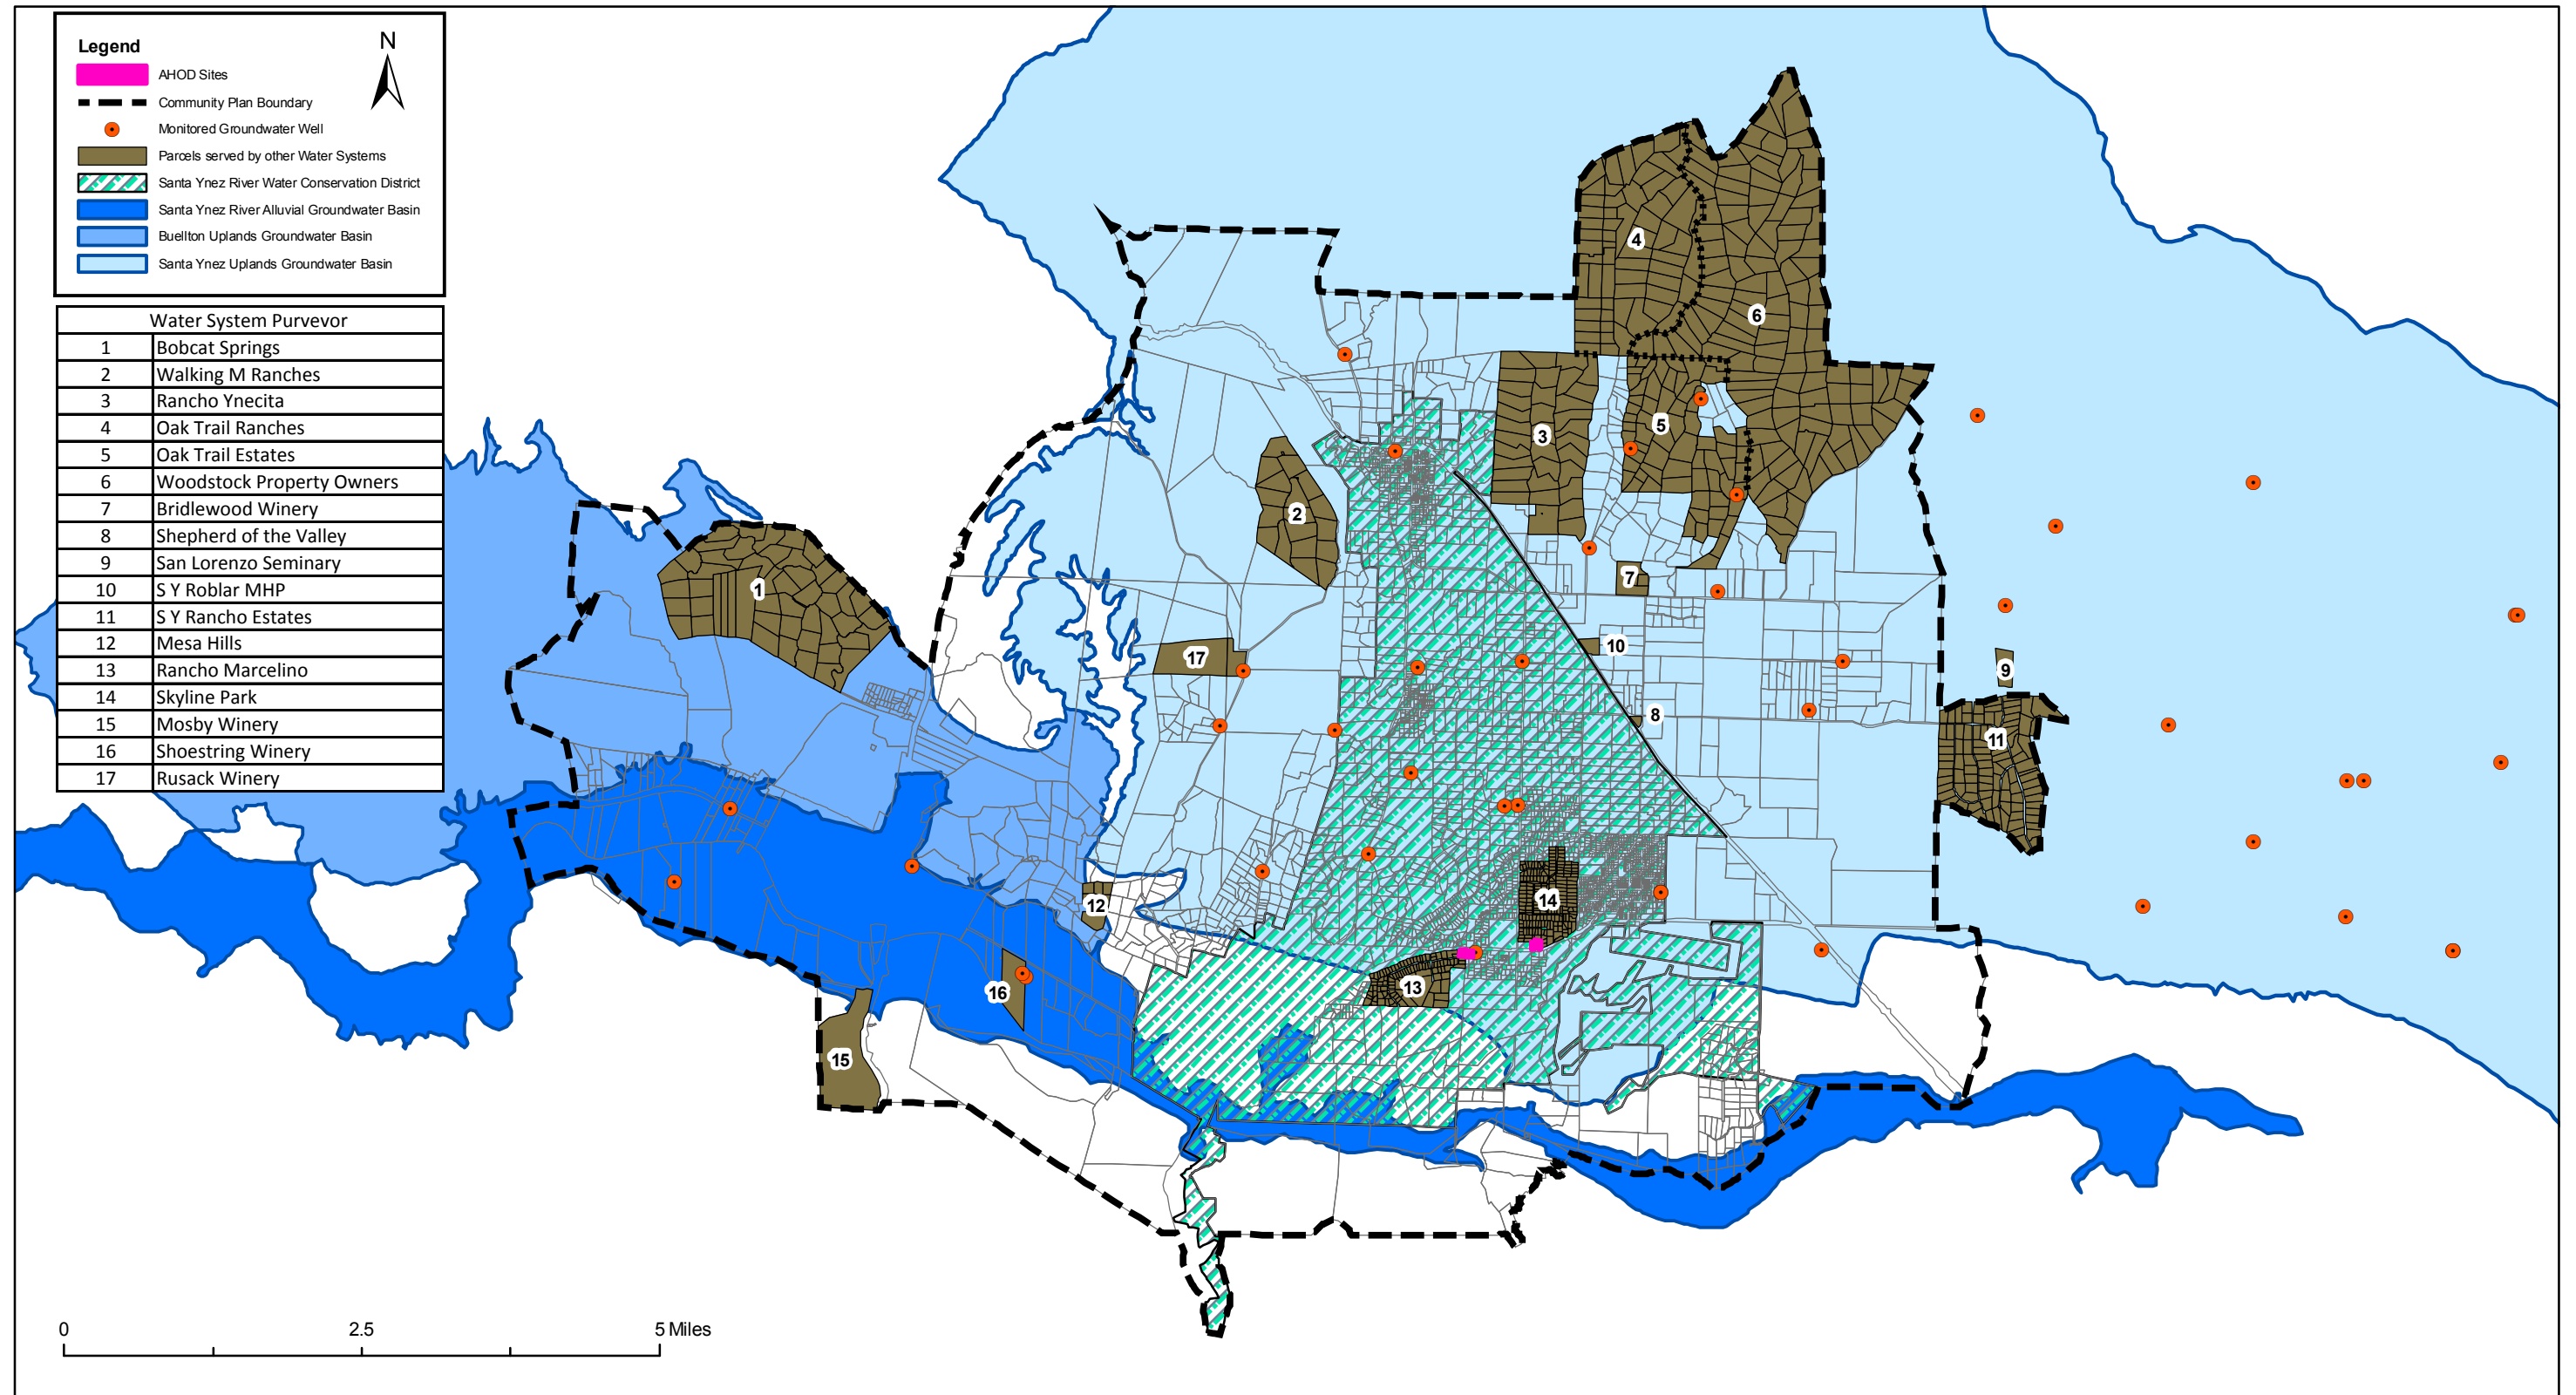 Legend
N
AHOD Sites
Community Plan Boundary
Monitored Groundwater Well
Parcels served by other Water Systems
Santa Ynez River Water Conservation District
Santa Ynez River Alluvial Groundwater Basin
Buellton Uplands Groundwater Basin
Santa Ynez Uplands Groundwater Basin
Water System Purveyor
1 Bobcat Springs
2 Walking M Ranches
3 Rancho Ynecita
4 Oak Trail Ranches
5 Oak Trail Estates
6 Woodstock Property Owners
7 Bridlewood Winery
8 Shepherd of the Valley
9 San Lorenzo Seminary
10 S Y Roblar MHP
11 S Y Rancho Estates
12 Mesa Hills
13 Rancho Marcelino
14 Skyline Park
15 Mosby Winery
16 Shoestring Winery
17 Rusack Winery
4
6
3
5
2
7
1
10
17
9
8
11
14
12
13
16
15
0 2.5 5 Miles